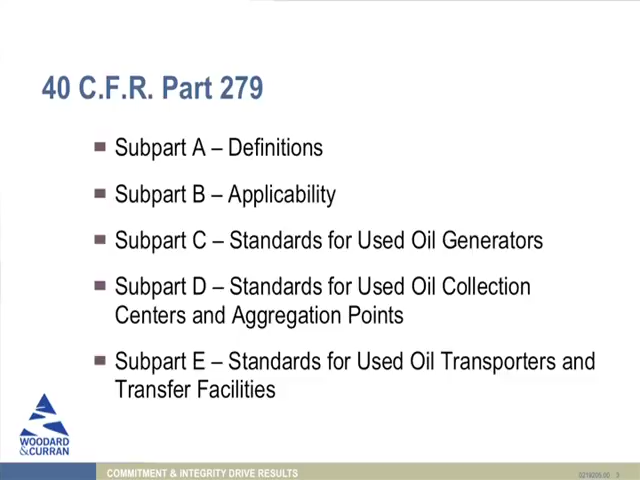 40 C.F.R. Part 279
Subpart A – Definitions
Subpart B – Applicability
Subpart C – Standards for Used Oil Generators
Subpart D – Standards for Used Oil Collection
Centers and Aggregation Points
Subpart E – Standards for Used Oil Transporters and
Transfer Facilities
WOODARD
&CURRAN
COMMITMENT & INTEGRITY DRIVE RESULTS
3